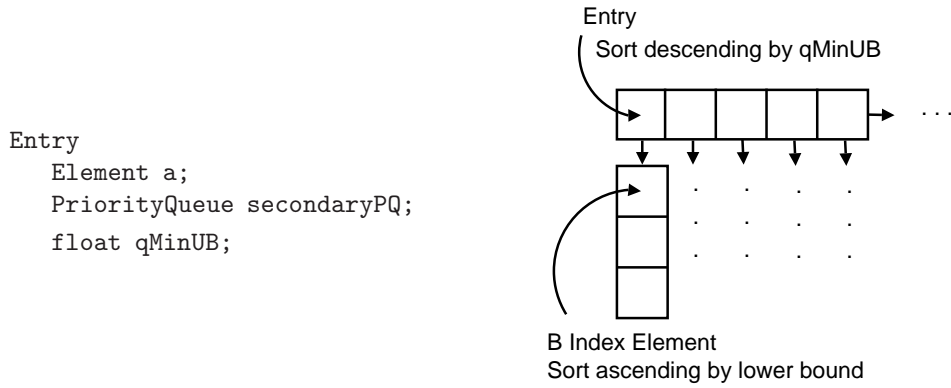 Entry
Element a;
PriorityQueue secondaryPQ;
float qMinUB;
Entry
Sort descending by qMinUB
. . .
B Index Element
Sort ascending by lower bound